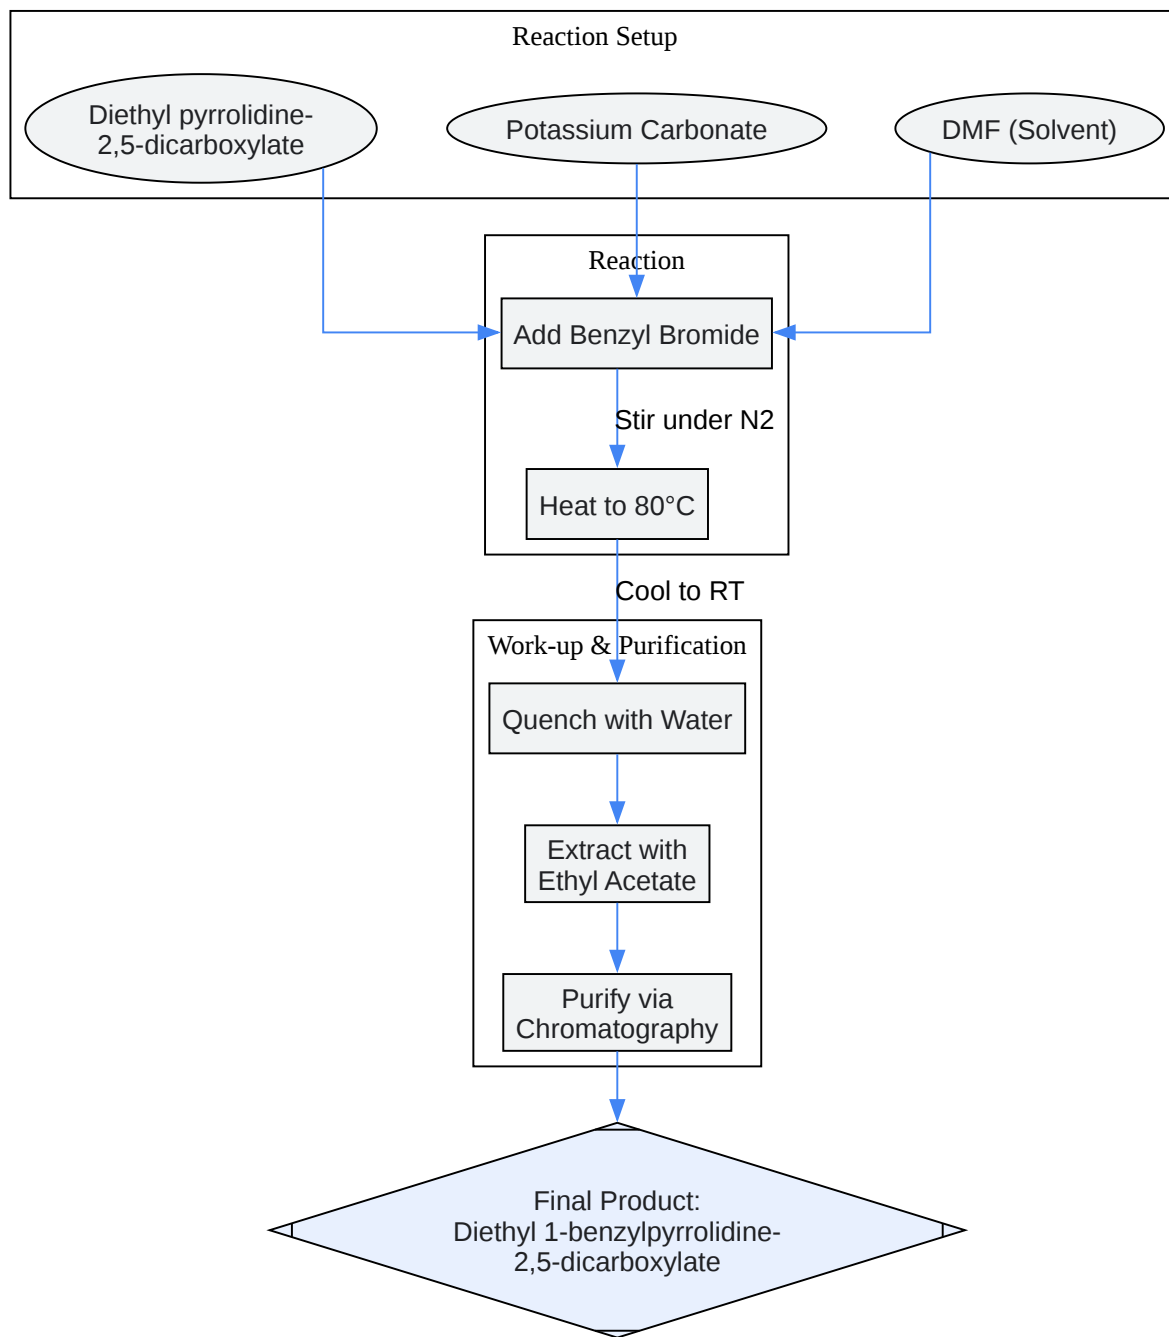 Reaction Setup
Diethyl pyrrolidine-
2,5-dicarboxylate
Potassium Carbonate
DMF (Solvent)
Reaction
Add Benzyl Bromide
Stir under N2
Heat to 80°C
Cool to RT
Work-up & Purification
Quench with Water
Extract with
Ethyl Acetate
Purify via
Chromatography
Final Product:
Diethyl 1-benzylpyrrolidine-
2,5-dicarboxylate